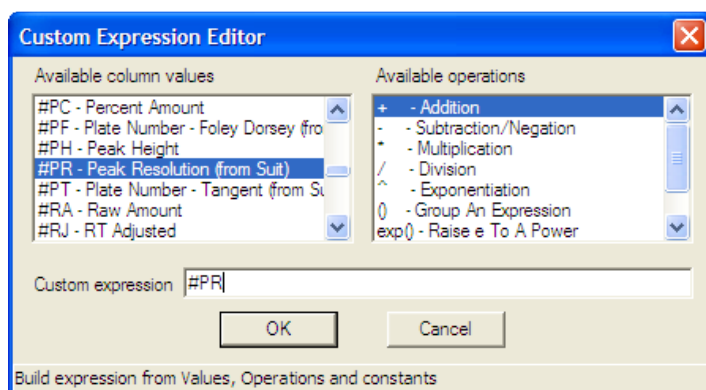 Custom Expression Editor
Available column values
#PC - Percent Amount
#PF - Plate Number - Foley Dorsey (fro
#PH - Peak Height
#PR - Peak Resolution (from Suit)
#PT - Plate Number - Tangent (from Su
#RA - Raw Amount
#RJ - RT Adjusted
Available operations
+ - Addition
- - Subtraction/Negation
* - Multiplication
/ - Division
^ - Exponentiation
() - Group An Expression
exp() - Raise e To A Power
Custom expression #PR
OK Cancel
Build expression from Values, Operations and constants